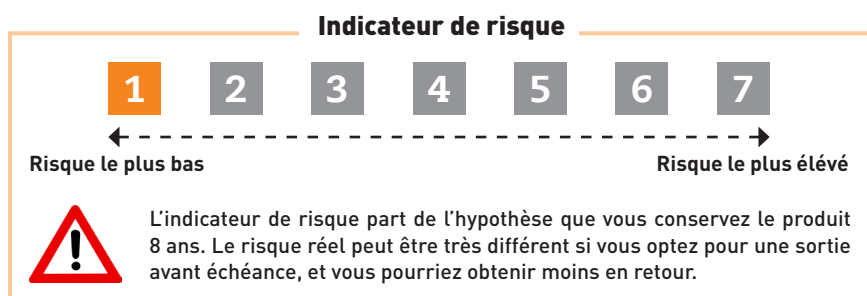 Indicateur de risque
1 2 3 4 5 6 7
Risque le plus bas Risque le plus élévé
L'indicateur de risque part de l'hypothèse que vous conservez le produit
8 ans. Le risque réel peut être très différent si vous optez pour une sortie
avant échéance, et vous pourriez obtenir moins en retour.